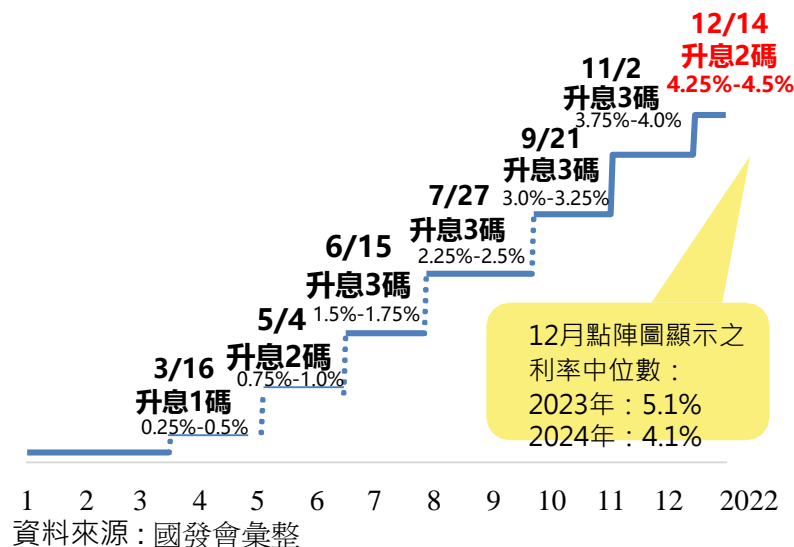 12/14
升息2碼
4.25%-4.5%
11/2
升息3碼
3.75%-4.0%
9/21
升息3碼
3.0%-3.25%
7/27
升息3碼
2.25%-2.5%
6/15
升息3碼
1.5%-1.75%
5/4
升息2碼
0.75%-1.0%
3/16
升息1碼
0.25%-0.5%
12月點陣圖顯示之
利率中位數：
2023年：5.1%
2024年：4.1%
1 2 3 4 5 6 7 8 9 10 11 12 2022
資料來源：國發會彙整